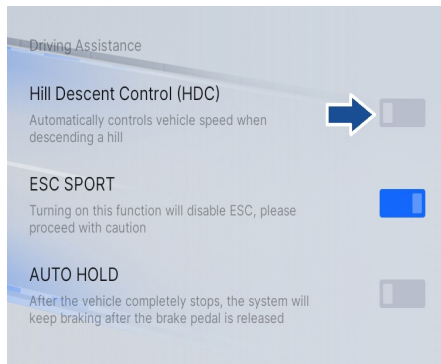 Driving Assistance
Hill Descent Control (HDC)
Automatically controls vehicle speed when
descending a hill
ESC SPORT
Turning on this function will disable ESC, please
proceed with caution
AUTO HOLD
After the vehicle completely stops, the system will
keep braking after the brake pedal is released